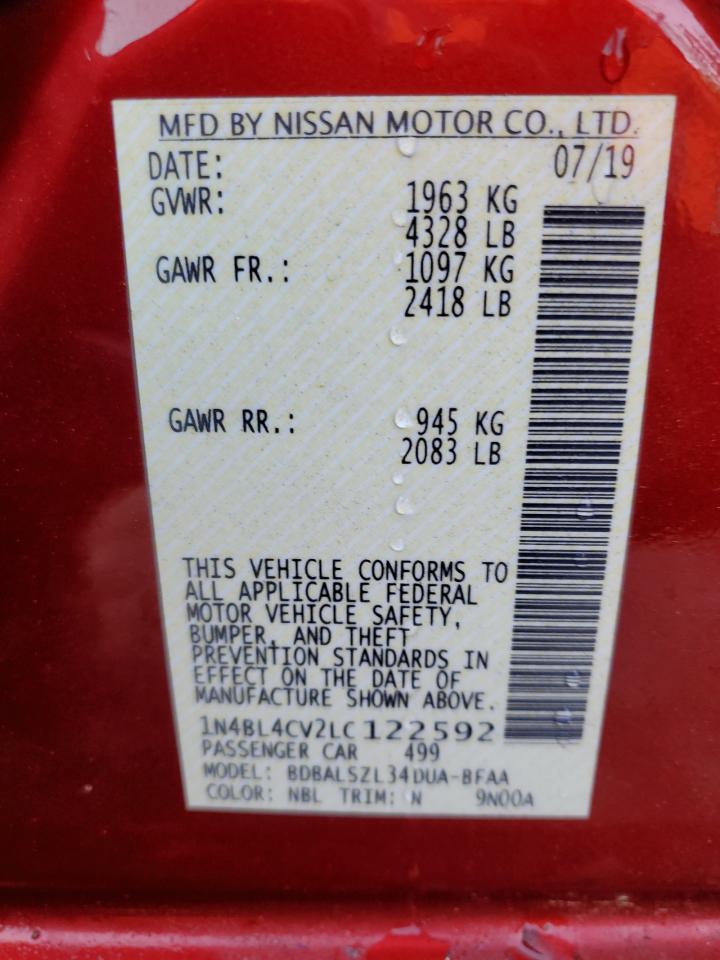 MFD BY NISSAN MOTOR CO., LTD.
DATE: 07/19
GVWR: 1963 KG
4328 LB
GAWR FR.: 1097 KG
2418 LB
GAWR RR.: 945 KG
2083 LB
THIS VEHICLE CONFORMS TO
ALL APPLICABLE FEDERAL
MOTOR VEHICLE SAFETY,
BUMPER, AND THEFT
PREVENTION STANDARDS IN
EFFECT ON THE DATE OF
MANUFACTURE SHOWN ABOVE.
1N4BL4CV2LC122592
PASSENGER CAR 499
MODEL: BDBALSZL34DUA-BFAA
COLOR: NBL TRIM: N 9N00A